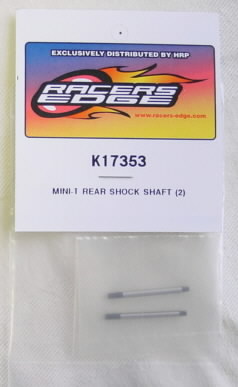 EXCLUSIVELY DISTRIBUTED BY HRP
RACERS
EDGE
www.racers-edge.com
K17353
MINI-T REAR SHOCK SHAFT (2)